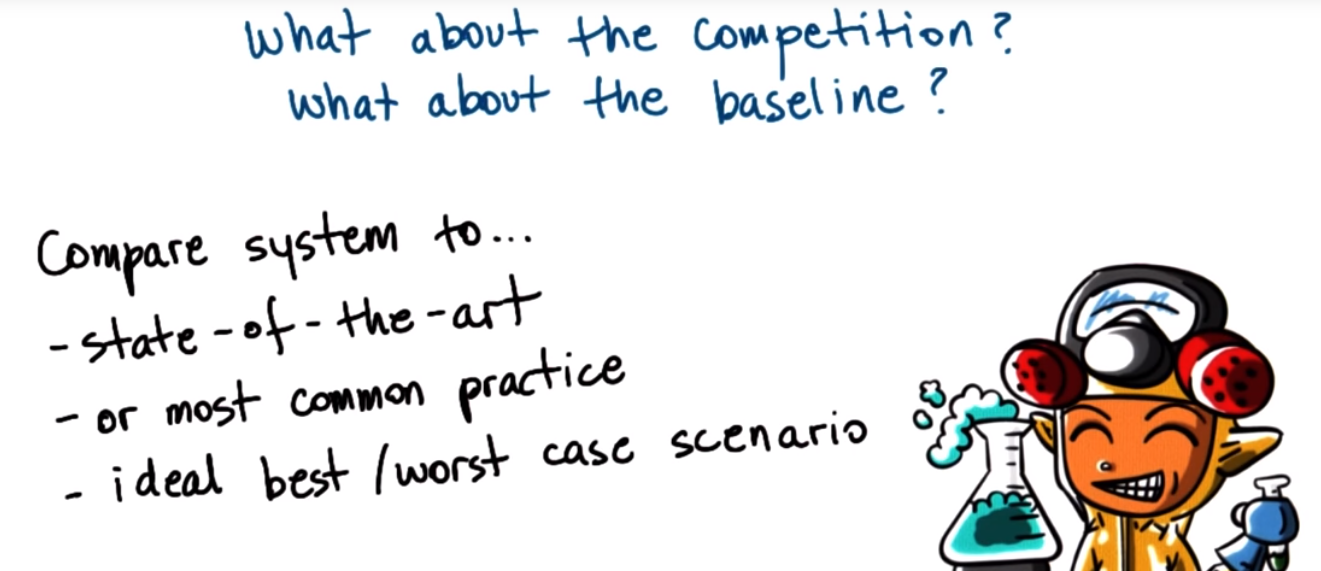 What about the competition?
What about the baseline?
Compare system to...
- state-of-the-art
- or most common practice
- ideal best/worst case scenario